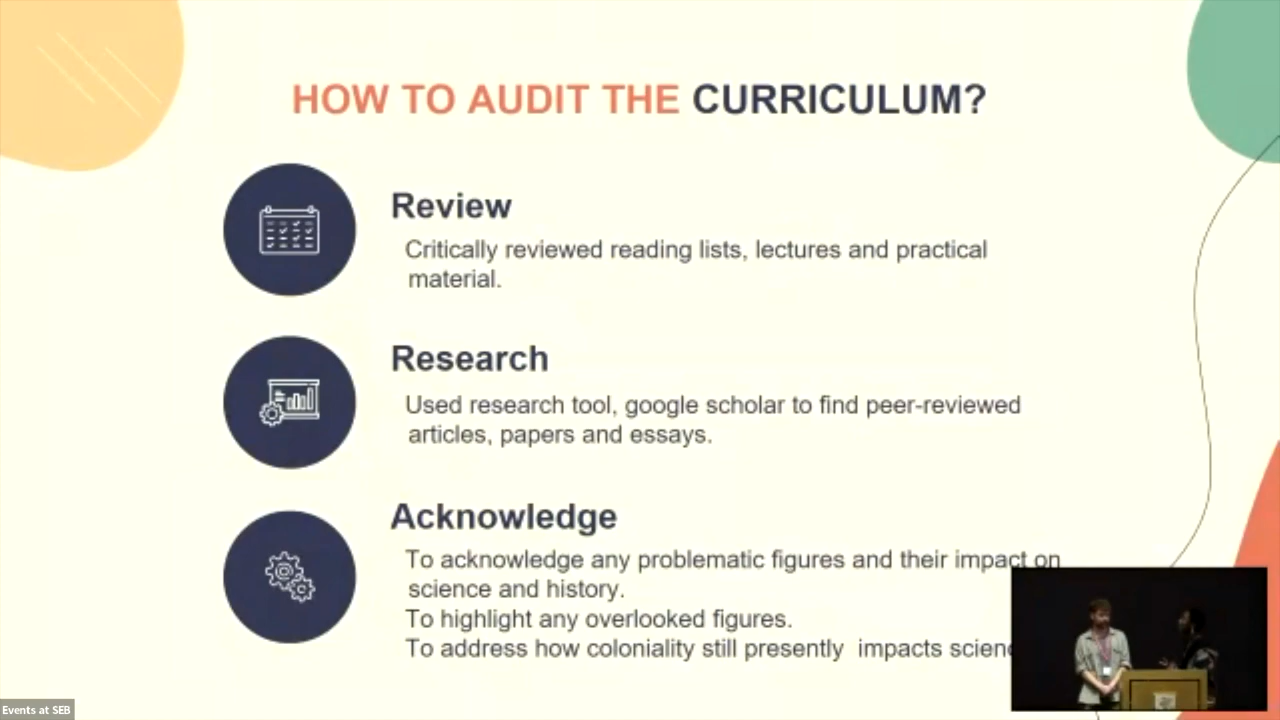 HOW TO AUDIT THE CURRICULUM?
Review
Critically reviewed reading lists, lectures and practical
material.
Research
Used research tool, google scholar to find peer-reviewed
articles, papers and essays.
Acknowledge
To acknowledge any problematic figures and their impact on
science and history.
To highlight any overlooked figures.
To address how coloniality still presently impacts
Events at SEB